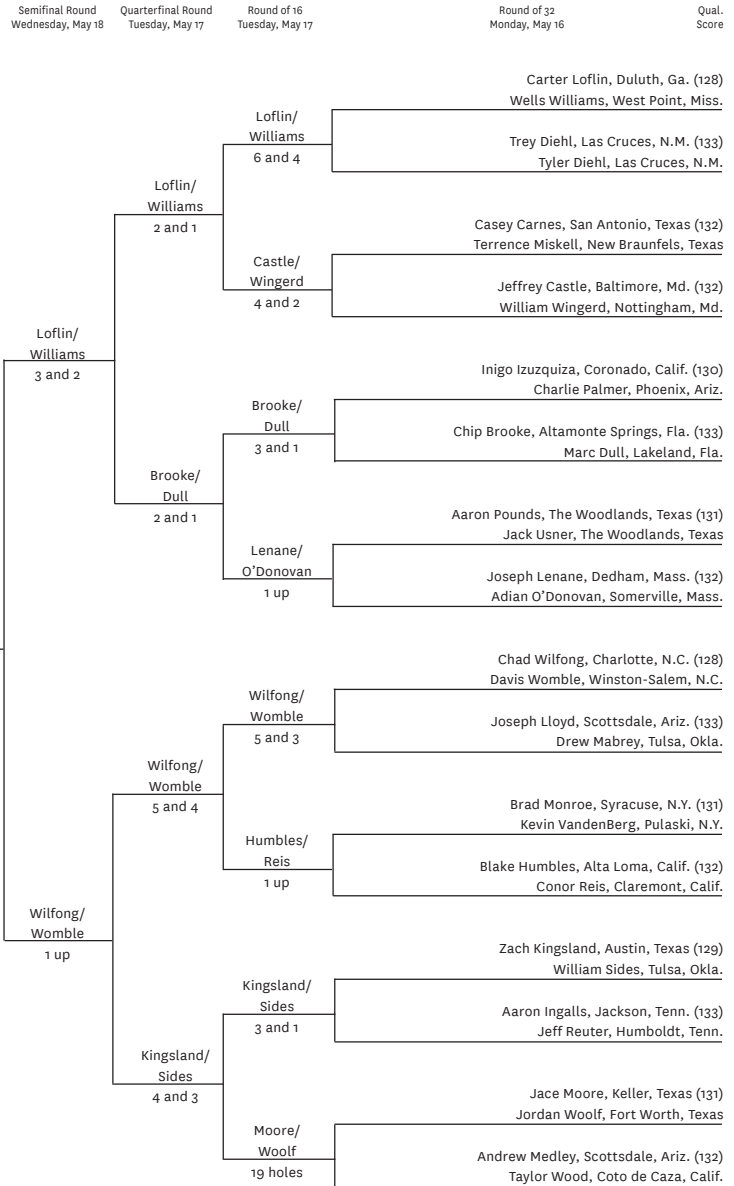 Semifinal Round
Wednesday, May 18
Quarterfinal Round
Tuesday, May 17
Round of 16
Tuesday, May 17
Round of 32
Monday, May 16
Qual.
Score
Carter Loflin, Duluth, Ga. (128)
Wells Williams, West Point, Miss.
Loflin/
Williams
6 and 4
Trey Diehl, Las Cruces, N.M. (133)
Tyler Diehl, Las Cruces, N.M.
Loflin/
Williams
2 and 1
Casey Carnes, San Antonio, Texas (132)
Terrence Miskell, New Braunfels, Texas
Castle/
Wingerd
4 and 2
Jeffrey Castle, Baltimore, Md. (132)
William Wingerd, Nottingham, Md.
Loflin/
Williams
3 and 2
Inigo Izuzquiza, Coronado, Calif. (130)
Charlie Palmer, Phoenix, Ariz.
Brooke/
Dull
3 and 1
Chip Brooke, Altamonte Springs, Fla. (133)
Marc Dull, Lakeland, Fla.
Brooke/
Dull
2 and 1
Aaron Pounds, The Woodlands, Texas (131)
Jack Usner, The Woodlands, Texas
Lenane/
O'Donovan
1 up
Joseph Lenane, Dedham, Mass. (132)
Adian O'Donovan, Somerville, Mass.
Chad Wilfong, Charlotte, N.C. (128)
Davis Womble, Winston-Salem, N.C.
Wilfong/
Womble
5 and 3
Joseph Lloyd, Scottsdale, Ariz. (133)
Drew Mabrey, Tulsa, Okla.
Wilfong/
Womble
5 and 4
Brad Monroe, Syracuse, N.Y. (131)
Kevin VandenBerg, Pulaski, N.Y.
Humbles/
Reis
1 up
Blake Humbles, Alta Loma, Calif. (132)
Conor Reis, Claremont, Calif.
Wilfong/
Womble
1 up
Zach Kingsland, Austin, Texas (129)
William Sides, Tulsa, Okla.
Kingsland/
Sides
3 and 1
Aaron Ingalls, Jackson, Tenn. (133)
Jeff Reuter, Humboldt, Tenn.
Kingsland/
Sides
4 and 3
Jace Moore, Keller, Texas (131)
Jordan Woolf, Fort Worth, Texas
Moore/
Woolf
19 holes
Andrew Medley, Scottsdale, Ariz. (132)
Taylor Wood, Coto de Caza, Calif.